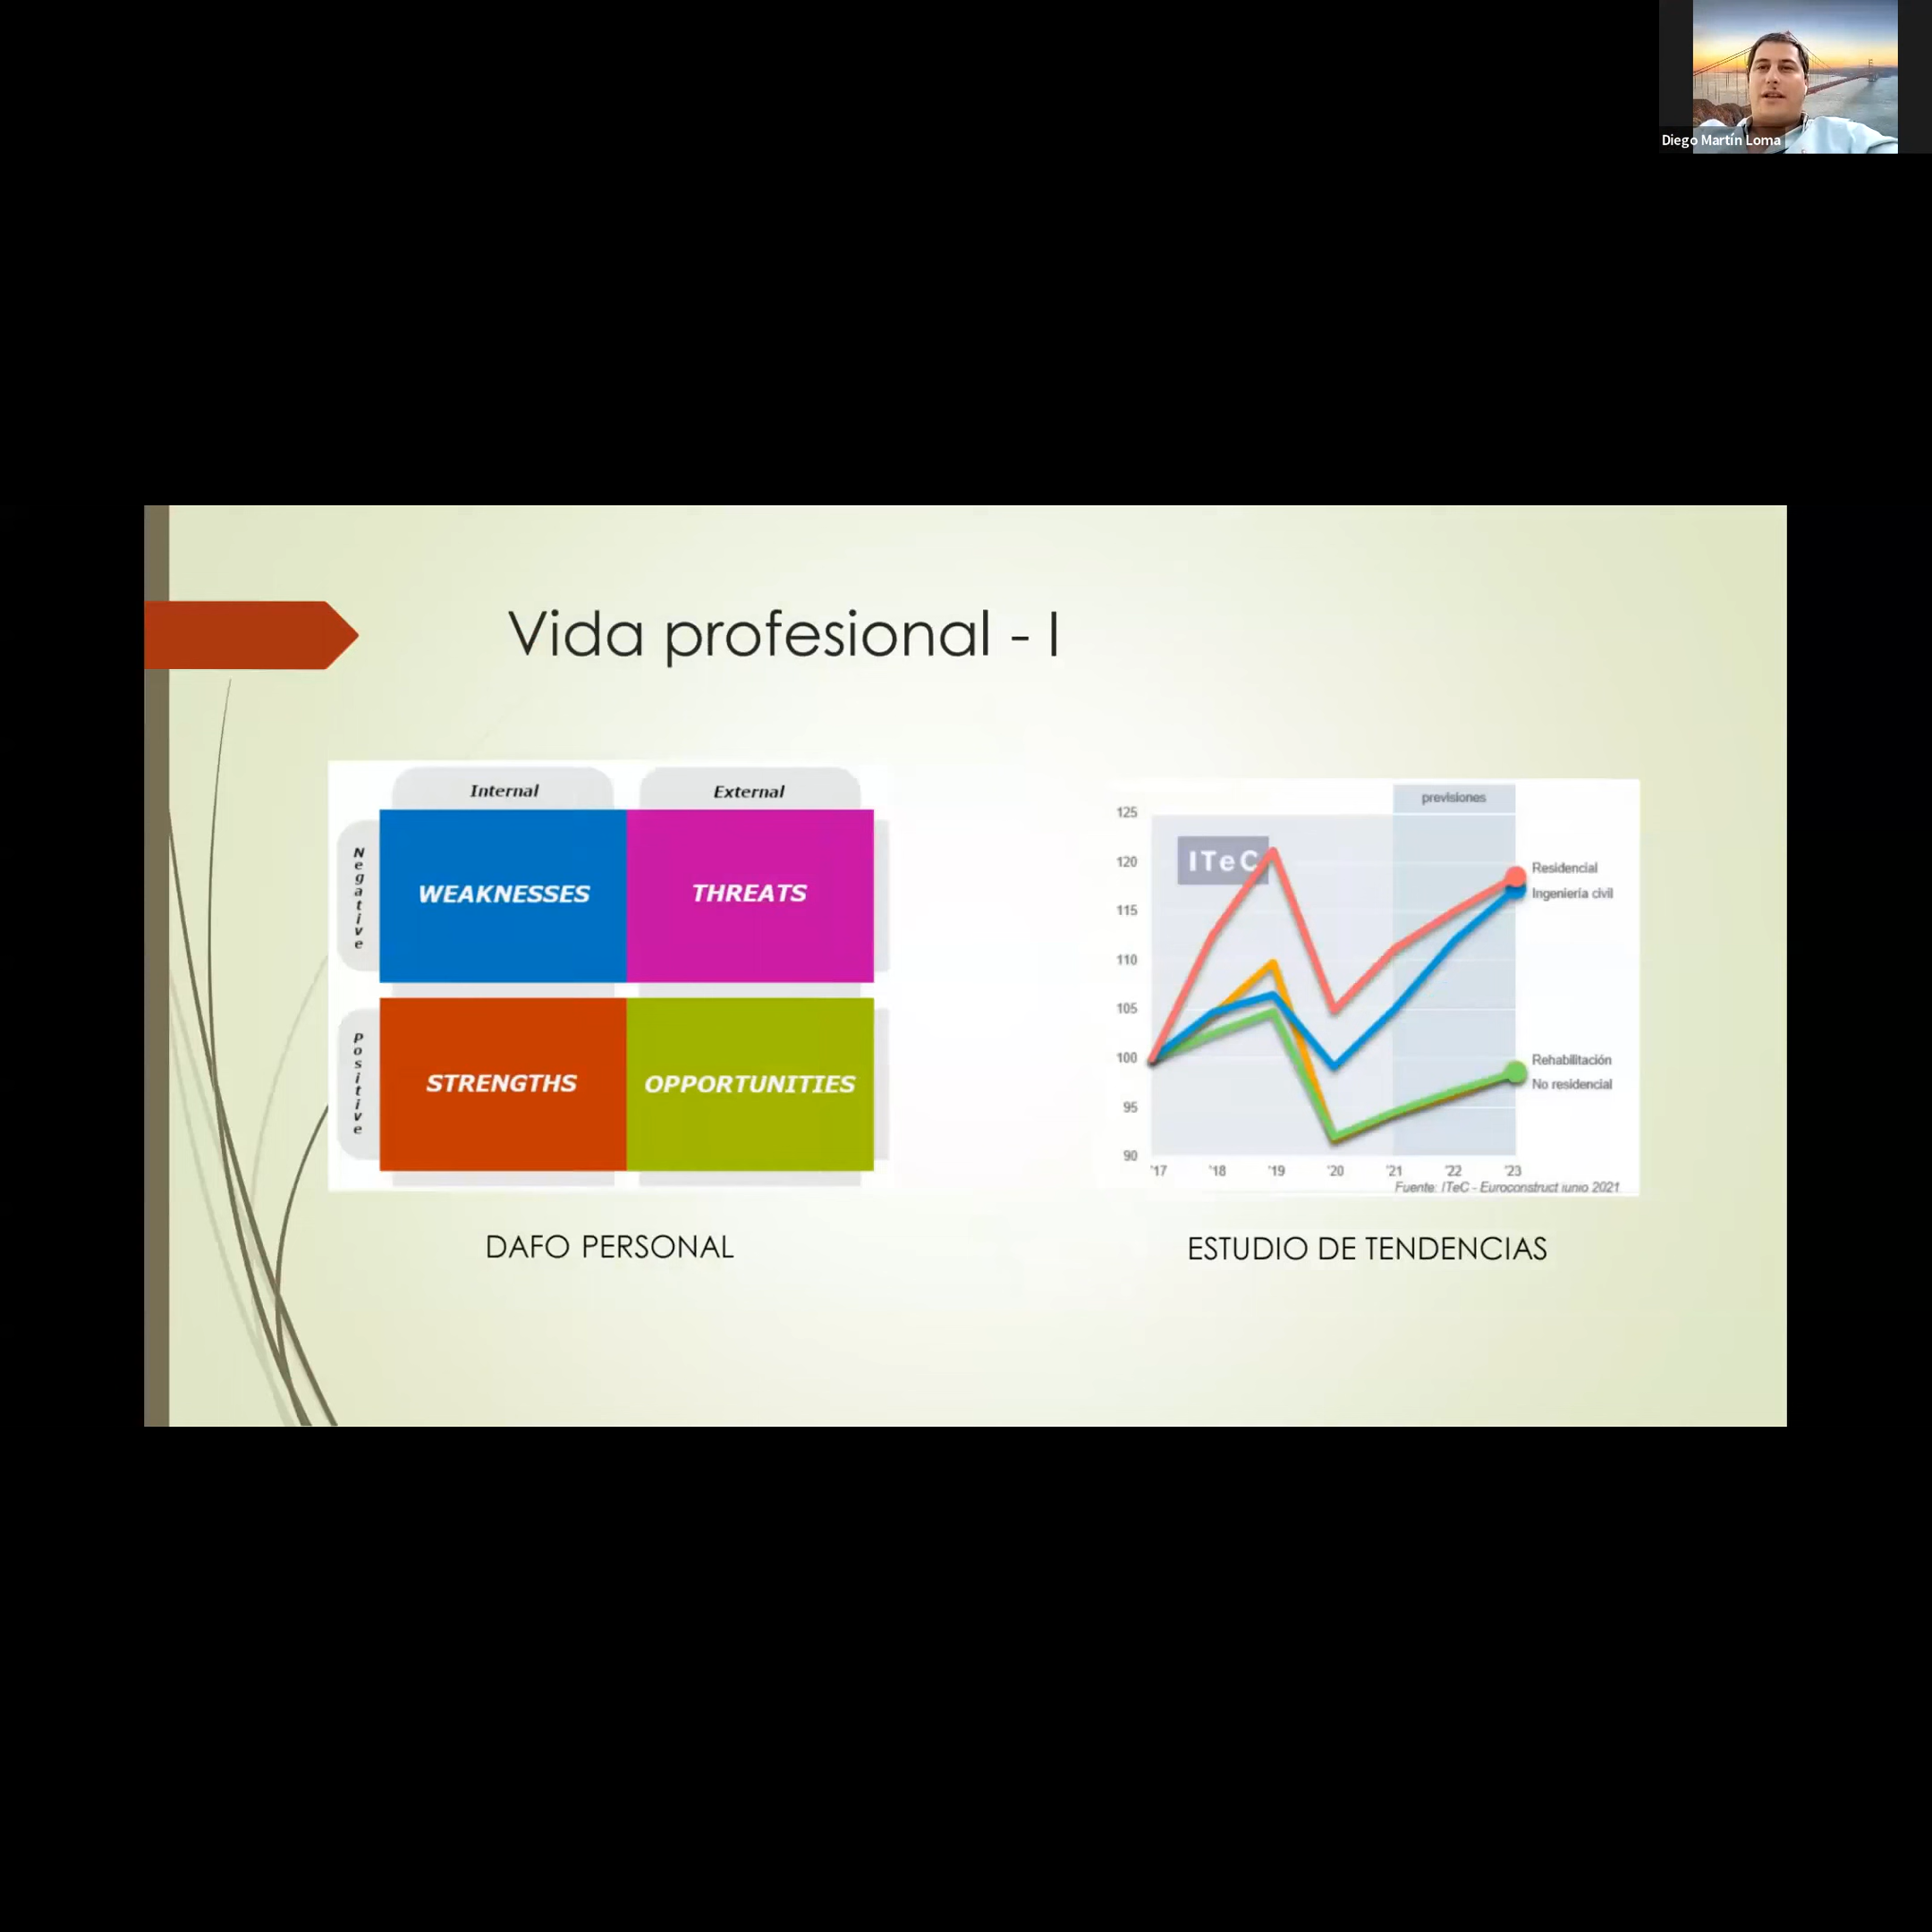 Diego Martín Loma
Vida profesional - I
Internal
External
Negative
WEAKNESSES
THREATS
Positive
STRENGTHS
OPPORTUNITIES
DAFO PERSONAL
previsiones
125
ITeC
120
115
110
105
100
95
90
Residencial
Ingeniería civil
Rehabilitación
No residencial
'17 '18 '19 '20 '21 '22 '23
Fuente: ITeC - Euroconstruct junio 2021
ESTUDIO DE TENDENCIAS